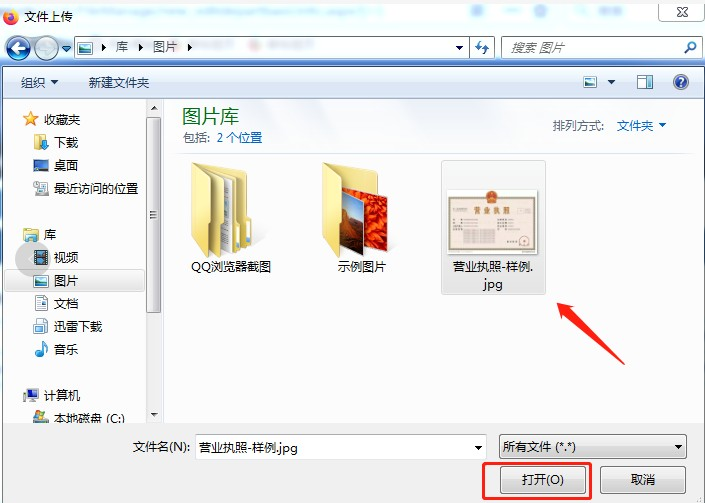 文件上传
库 图片
搜索 图片
组织 新建文件夹
收藏夹
下载
桌面
最近访问的位置
库
视频
图片
文档
迅雷下载
音乐
计算机
本地磁盘 (C:)
图片库
包括: 2 个位置
排列方式: 文件夹
QQ浏览器截图
示例图片
营业执照
营业执照-样例.
jpg
文件名(N): 营业执照-样例.jpg
所有文件 (*.*)
打开(O)
取消